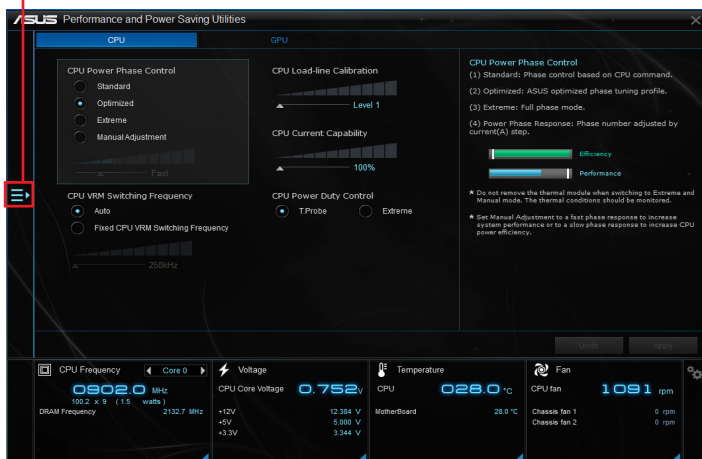 ASUS Performance and Power Saving Utilities
CPU GPU
CPU Power Phase Control
Standard
Optimized
Extreme
Manual Adjustment
Fast
CPU VRM Switching Frequency
Auto
Fixed CPU VRM Switching Frequency
250kHz
CPU Load-line Calibration
Level 1
CPU Current Capability
100%
CPU Power Duty Control
T.Probe Extreme
CPU Power Phase Control
(1) Standard: Phase control based on CPU command.
(2) Optimized: ASUS optimized phase tuning profile.
(3) Extreme: Full phase mode.
(4) Power Phase Response: Phase number adjusted by
current(A) step.
Efficiency
Performance
* Do not remove the thermal module when switching to Extreme and
Manual mode. The thermal conditions should be monitored.
* Set Manual Adjustment to a fast phase response to increase
system performance or to a slow phase response to increase CPU
power efficiency.
Undo Apply
CPU Frequency Core 0
0902.0 MHz
100.2 x 9 (1.5 watts)
DRAM Frequency 2132.7 MHz
Voltage
CPU Core Voltage 0.752v
+12V 12.384 V
+5V 5.000 V
+3.3V 3.344 V
Temperature
CPU 028.0 °C
MotherBoard 28.0 °C
Fan
CPU fan 1091 rpm
Chassis fan 1 0 rpm
Chassis fan 2 0 rpm